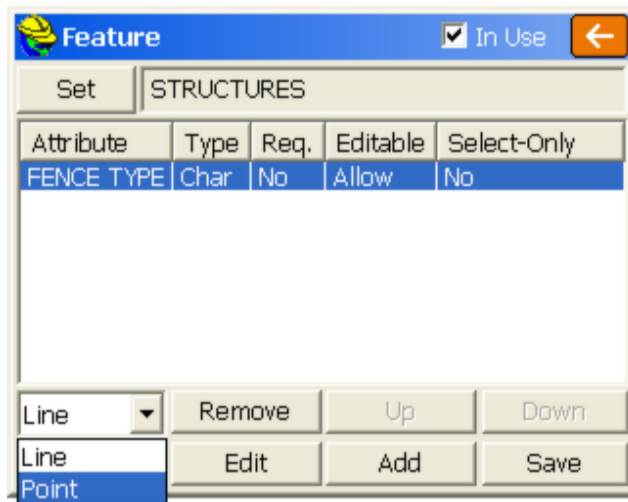 Feature In Use
Set STRUCTURES
Attribute Type Req. Editable Select-Only
FENCE TYPE Char No Allow No
Line Remove Up Down
Line Edit Add Save
Point